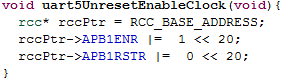 void uart5UnresetEnableClock(void){
rcc* rccPtr = RCC_BASE_ADDRESS;
rccPtr->APB1ENR |= 1 << 20;
rccPtr->APB1RSTR |= 0 << 20;
}